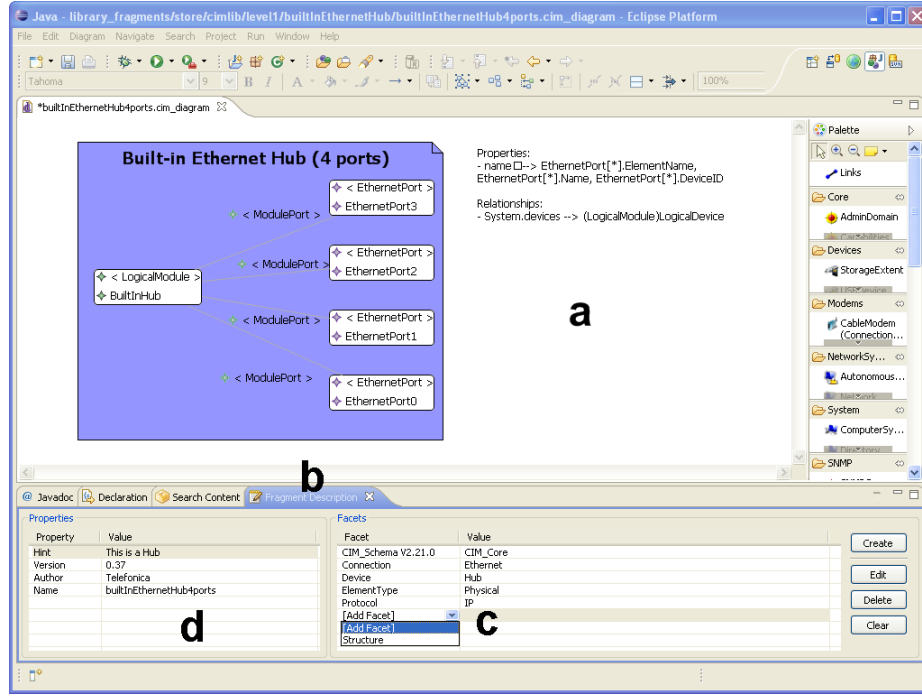 Java - library_fragments/store/cimlib/level1/builtInEthernetHub/builtInEthernetHub4ports.cim_diagram - Eclipse Platform
File Edit Diagram Navigate Search Project Run Window Help
Tahoma 9 B I A 100%
*builtInEthernetHub4ports.cim_diagram
Built-in Ethernet Hub (4 ports)
< EthernetPort >
EthernetPort3
< ModulePort >
< EthernetPort >
EthernetPort2
< ModulePort >
< LogicalModule >
BuiltInHub
< EthernetPort >
EthernetPort1
< ModulePort >
< EthernetPort >
EthernetPort0
< ModulePort >
Properties:
- name□--> EthernetPort[*].ElementName,
EthernetPort[*].Name, EthernetPort[*].DeviceID
Relationships:
- System.devices --> (LogicalModule)LogicalDevice
a
b
Palette
Links
Core
AdminDomain
Devices
StorageExtent
Modems
CableModem
(Connection...
NetworkSy...
Autonomous...
Network
System
ComputerSy...
Directory
SNMP
Javadoc Declaration Search Content Fragment Description
Properties
Property Value
Hint This is a Hub
Version 0.37
Author Telefonica
Name builtInEthernetHub4ports
d
Facets
Facet Value
CIM_Schema V2.21.0 CIM_Core
Connection Ethernet
Device Hub
ElementType Physical
Protocol IP
[Add Facet]
[Add Facet]
Structure
c
Create
Edit
Delete
Clear